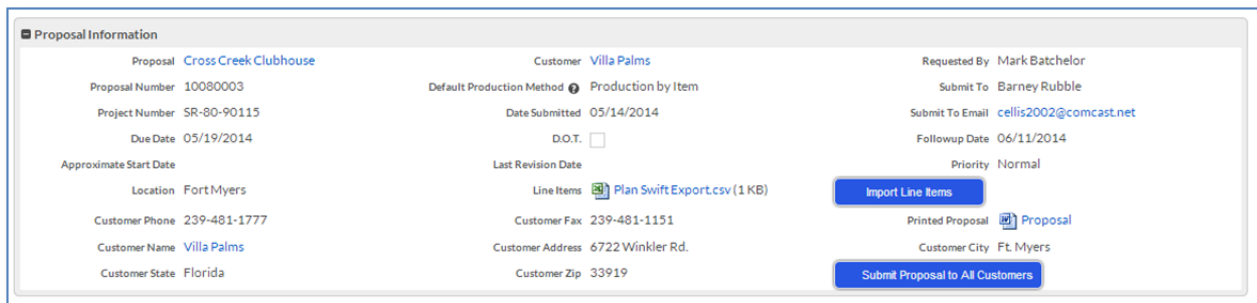 Proposal Information
Proposal Cross Creek Clubhouse Customer Villa Palms Requested By Mark Batchelor
Proposal Number 10080003 Default Production Method Production by Item Submit To Barney Rubble
Project Number SR-80-90115 Date Submitted 05/14/2014 Submit To Email cellis2002@comcast.net
Due Date 05/19/2014 D.O.T. Followup Date 06/11/2014
Approximate Start Date Last Revision Date Priority Normal
Location Fort Myers Line Items Plan Swift Export.csv (1 KB) Import Line Items
Customer Phone 239-481-1777 Customer Fax 239-481-1151 Printed Proposal Proposal
Customer Name Villa Palms Customer Address 6722 Winkler Rd. Customer City Ft. Myers
Customer State Florida Customer Zip 33919 Submit Proposal to All Customers